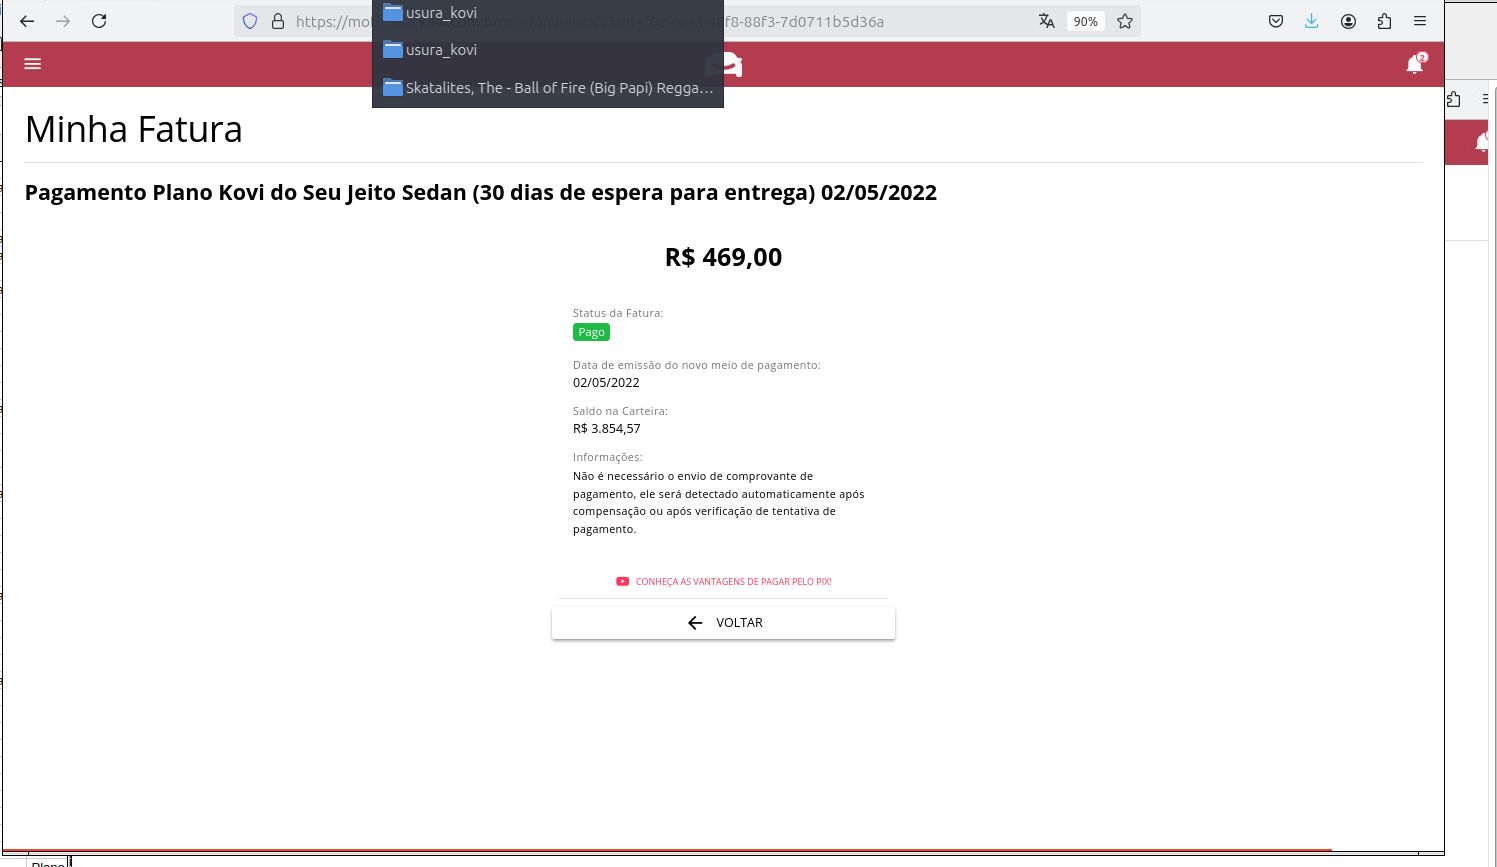 usura_kovi
https://mo
f8-88f3-7d0711b5d36a
90%
usura_kovi
2
Skatalites, The - Ball of Fire (Big Papi) Regga…
Minha Fatura
Pagamento Plano Kovi do Seu Jeito Sedan (30 dias de espera para entrega) 02/05/2022
R$ 469,00
Status da Fatura:
Pago
Data de emissão do novo meio de pagamento:
02/05/2022
Saldo na Carteira:
R$ 3.854,57
Informações:
Não é necessário o envio de comprovante de
pagamento, ele será detectado automaticamente após
compensação ou após verificação de tentativa de
pagamento.
CONHEÇA AS VANTAGENS DE PAGAR PELO PIX!
VOLTAR